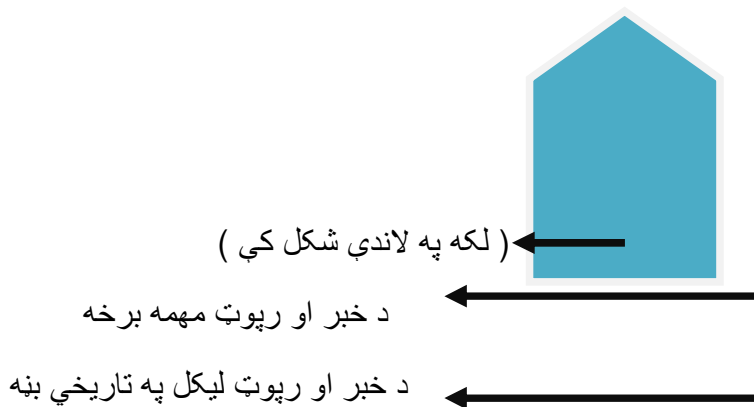 ( لکه په لاندې شکل کې )
د خبر او رپوټ مهمه برخه
د خبر او رپوټ لیکل په تاریخي بڼه